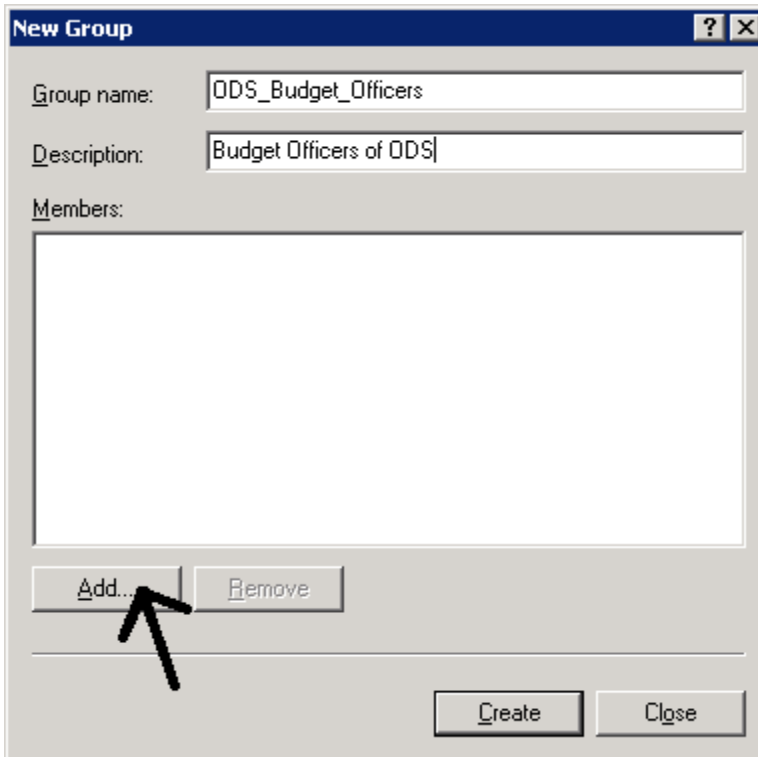 New Group
Group name: ODS_Budget_Officers
Description: Budget Officers of ODS
Members:
Add... Remove
Create Close